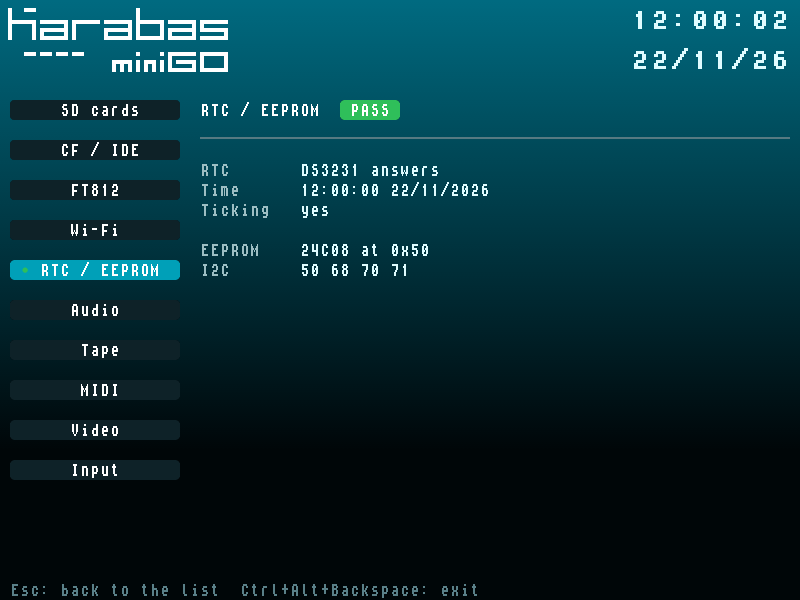 karabas
miniGO
12:00:02
22/11/26
SD cards
CF / IDE
FT812
Wi-Fi
RTC / EEPROM
Audio
Tape
MIDI
Video
Input
RTC / EEPROM PASS
RTC DS3231 answers
Time 12:00:00 22/11/2026
Ticking yes
EEPROM 24C08 at 0x50
I2C 50 68 70 71
Esc: back to the list Ctrl+Alt+Backspace: exit